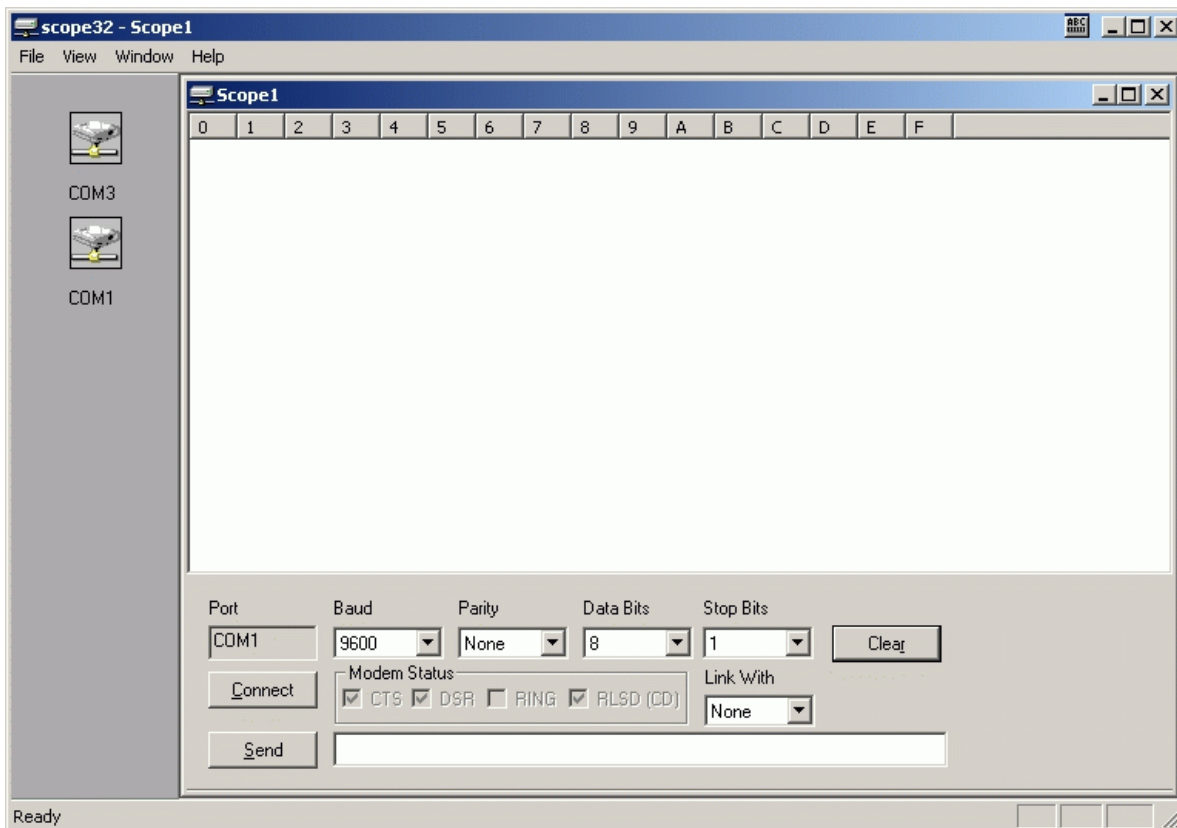 scope32 - Scope1
ABC
File View Window Help
COM3
COM1
Scope1
0 1 2 3 4 5 6 7 8 9 A B C D E F
Port Baud Parity Data Bits Stop Bits
COM1 9600 None 8 1 Clear
Connect Modem Status Link With
CTS DSR RING RLSD (CD)
None
Send
Ready